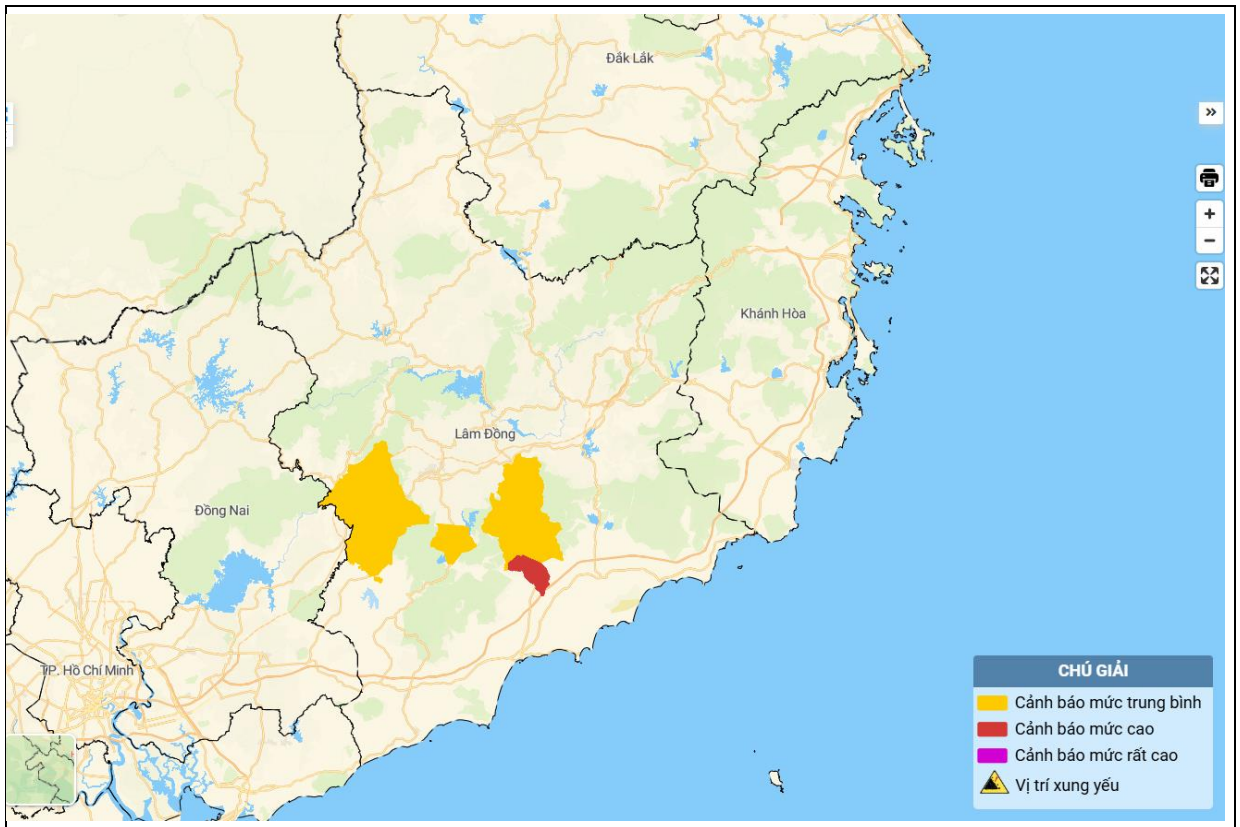 Đắk Lắk
»
+
−
Khánh Hòa
Lâm Đồng
Đồng Nai
TP. Hồ Chí Minh
CHÚ GIẢI
Cảnh báo mức trung bình
Cảnh báo mức cao
Cảnh báo mức rất cao
Vị trí xung yếu